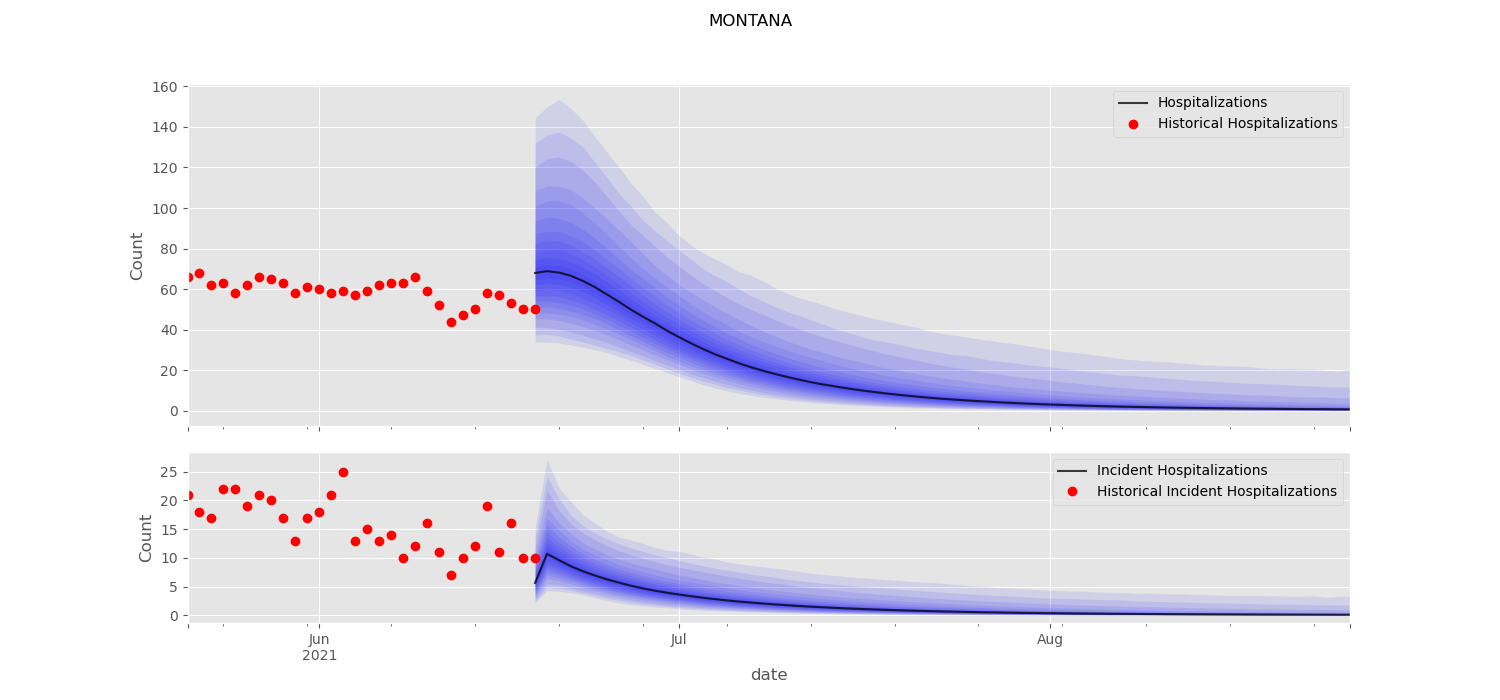 MONTANA
160
140
120
100
80
60
40
20
0
Count
Hospitalizations
Historical Hospitalizations
25
20
15
10
5
0
Count
Incident Hospitalizations
Historical Incident Hospitalizations
Jun
2021
Jul
Aug
date